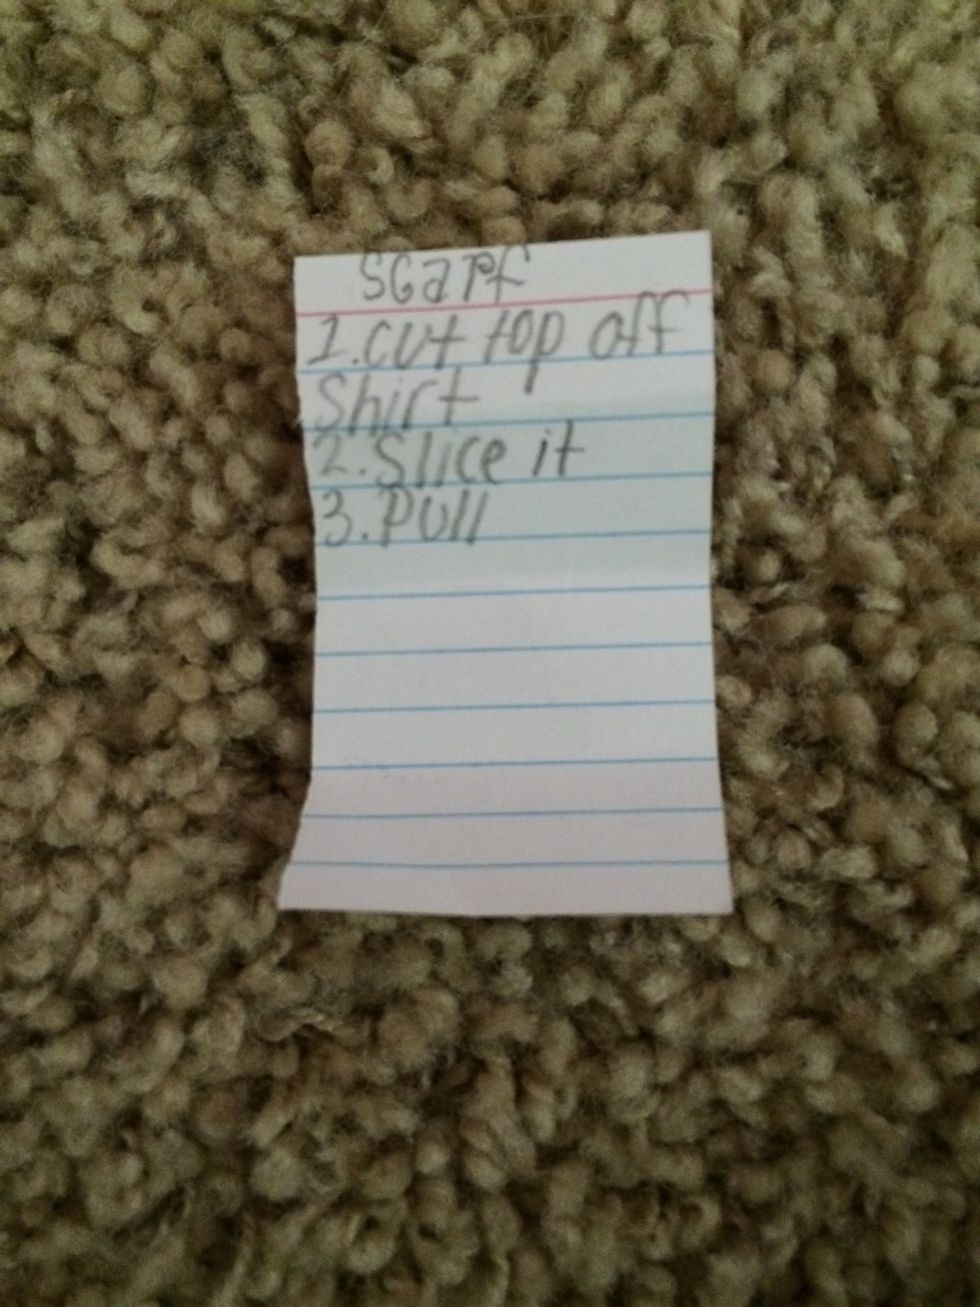 Scarf
1.cut top off
Shirt
2.Slice it
3.Pull